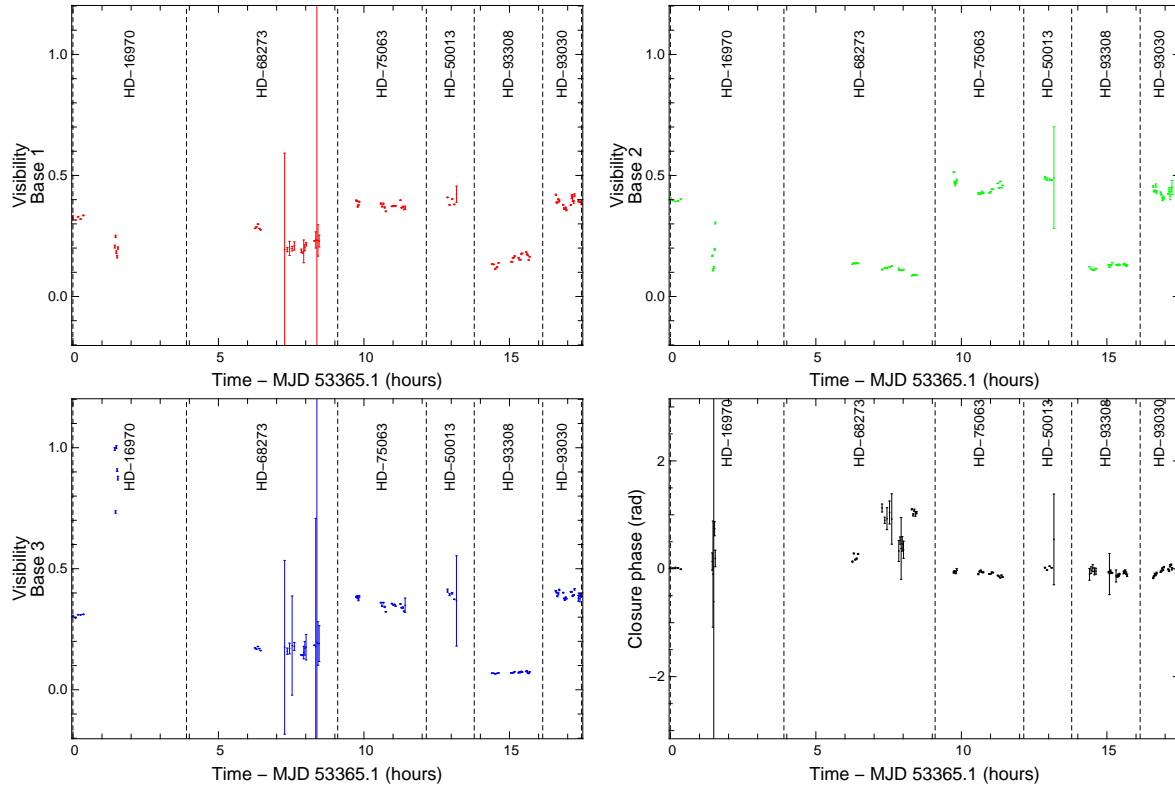 HD−16970
HD−68273
HD−75063
HD−50013
HD−93308
HD−93030
1.0
0.5
0.0
Visibility
Base 1
0
5
10
15
Time − MJD 53365.1 (hours)
HD−16970
HD−68273
HD−75063
HD−50013
HD−93308
HD−93030
1.0
0.5
0.0
Visibility
Base 2
0
5
10
15
Time − MJD 53365.1 (hours)
HD−16970
HD−68273
HD−75063
HD−50013
HD−93308
HD−93030
1.0
0.5
0.0
Visibility
Base 3
0
5
10
15
Time − MJD 53365.1 (hours)
HD−16970
HD−68273
HD−75063
HD−50013
HD−93308
HD−93030
2
0
−2
Closure phase (rad)
0
5
10
15
Time − MJD 53365.1 (hours)